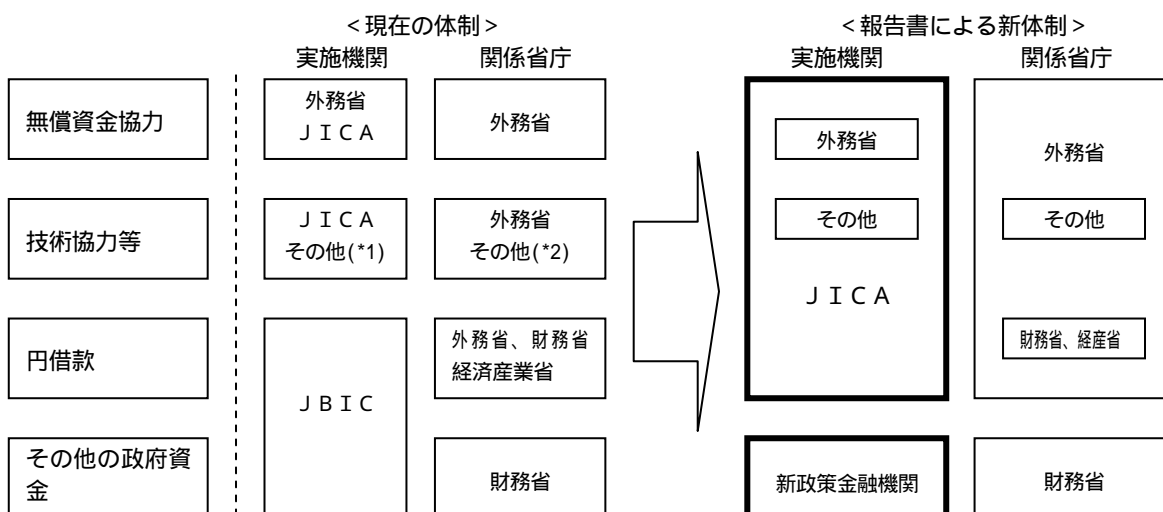 <現在の体制>
<報告書による新体制>
実施機関 関係省庁 実施機関 関係省庁
無償資金協力
外務省
ＪＩＣＡ
外務省
外務省
外務省
技術協力等
ＪＩＣＡ
その他(*1)
外務省
その他(*2)
その他
その他
ＪＩＣＡ
円借款
ＪＢＩＣ
外務省、財務省
経済産業省
財務省、経産省
その他の政府資
金
財務省
新政策金融機関
財務省